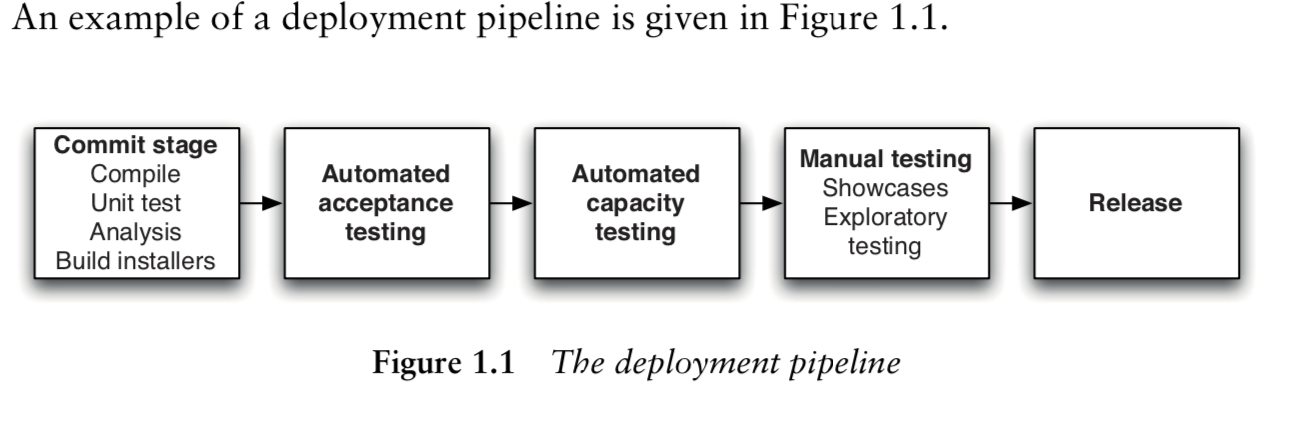 An example of a deployment pipeline is given in Figure 1.1.
Commit stage
Compile
Unit test
Analysis
Build installers
Automated
acceptance
testing
Automated
capacity
testing
Manual testing
Showcases
Exploratory
testing
Release
Figure 1.1 The deployment pipeline